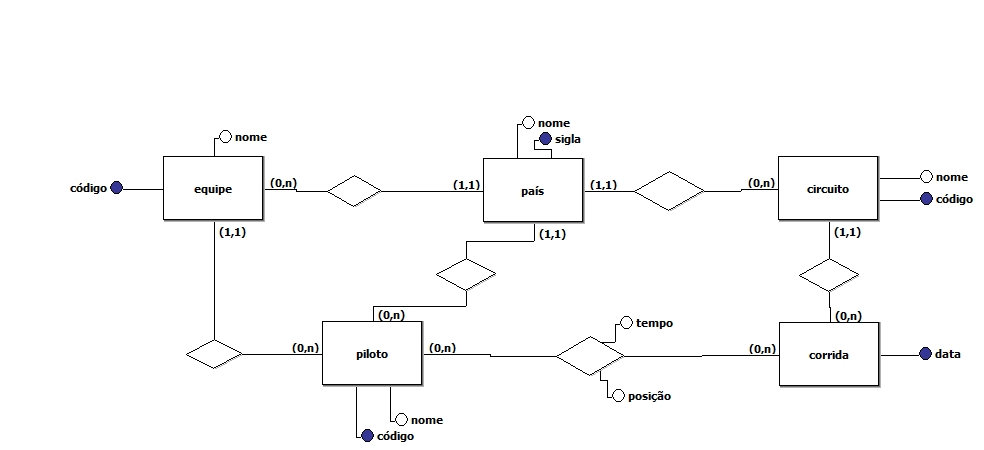 nome
sigla
nome
código
equipe
(0,n)
(1,1)
país
(1,1)
(0,n)
circuito
nome
código
(1,1)
(1,1)
(1,1)
(0,n)
(0,n)
tempo
(0,n)
piloto
(0,n)
(0,n)
corrida
data
posição
nome
código